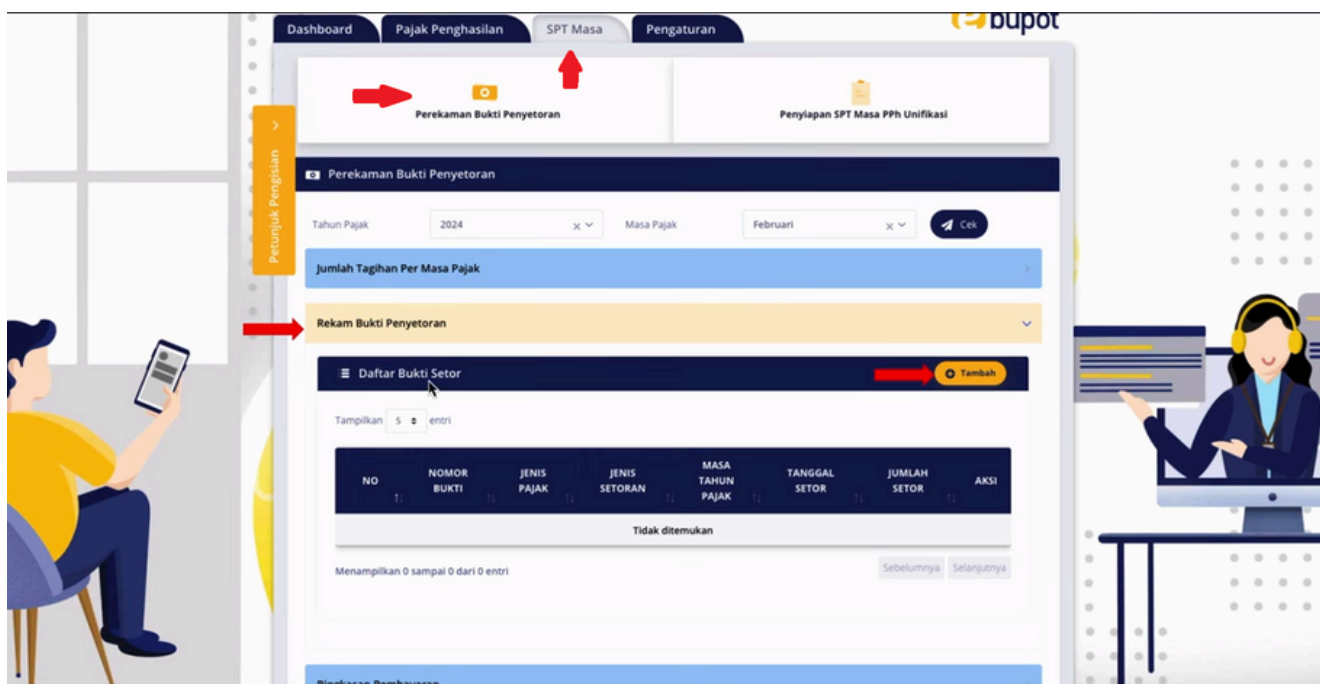 bupot
Dashboard Pajak Penghasilan SPT Masa Pengaturan
Perekaman Bukti Penyetoran Penyiapan SPT Masa PPh Unifikasi
Petunjuk Pengisian
Perekaman Bukti Penyetoran
Tahun Pajak 2024 Masa Pajak Februari Cek
Jumlah Tagihan Per Masa Pajak
Rekam Bukti Penyetoran
Daftar Bukti Setor Tambah
Tampilkan 5 entri
NO NOMOR BUKTI JENIS PAJAK JENIS SETORAN MASA TAHUN PAJAK TANGGAL SETOR JUMLAH SETOR AKSI
Tidak ditemukan
Menampilkan 0 sampai 0 dari 0 entri Sebelumnya Selanjutnya
Ringkasan Pembayaran